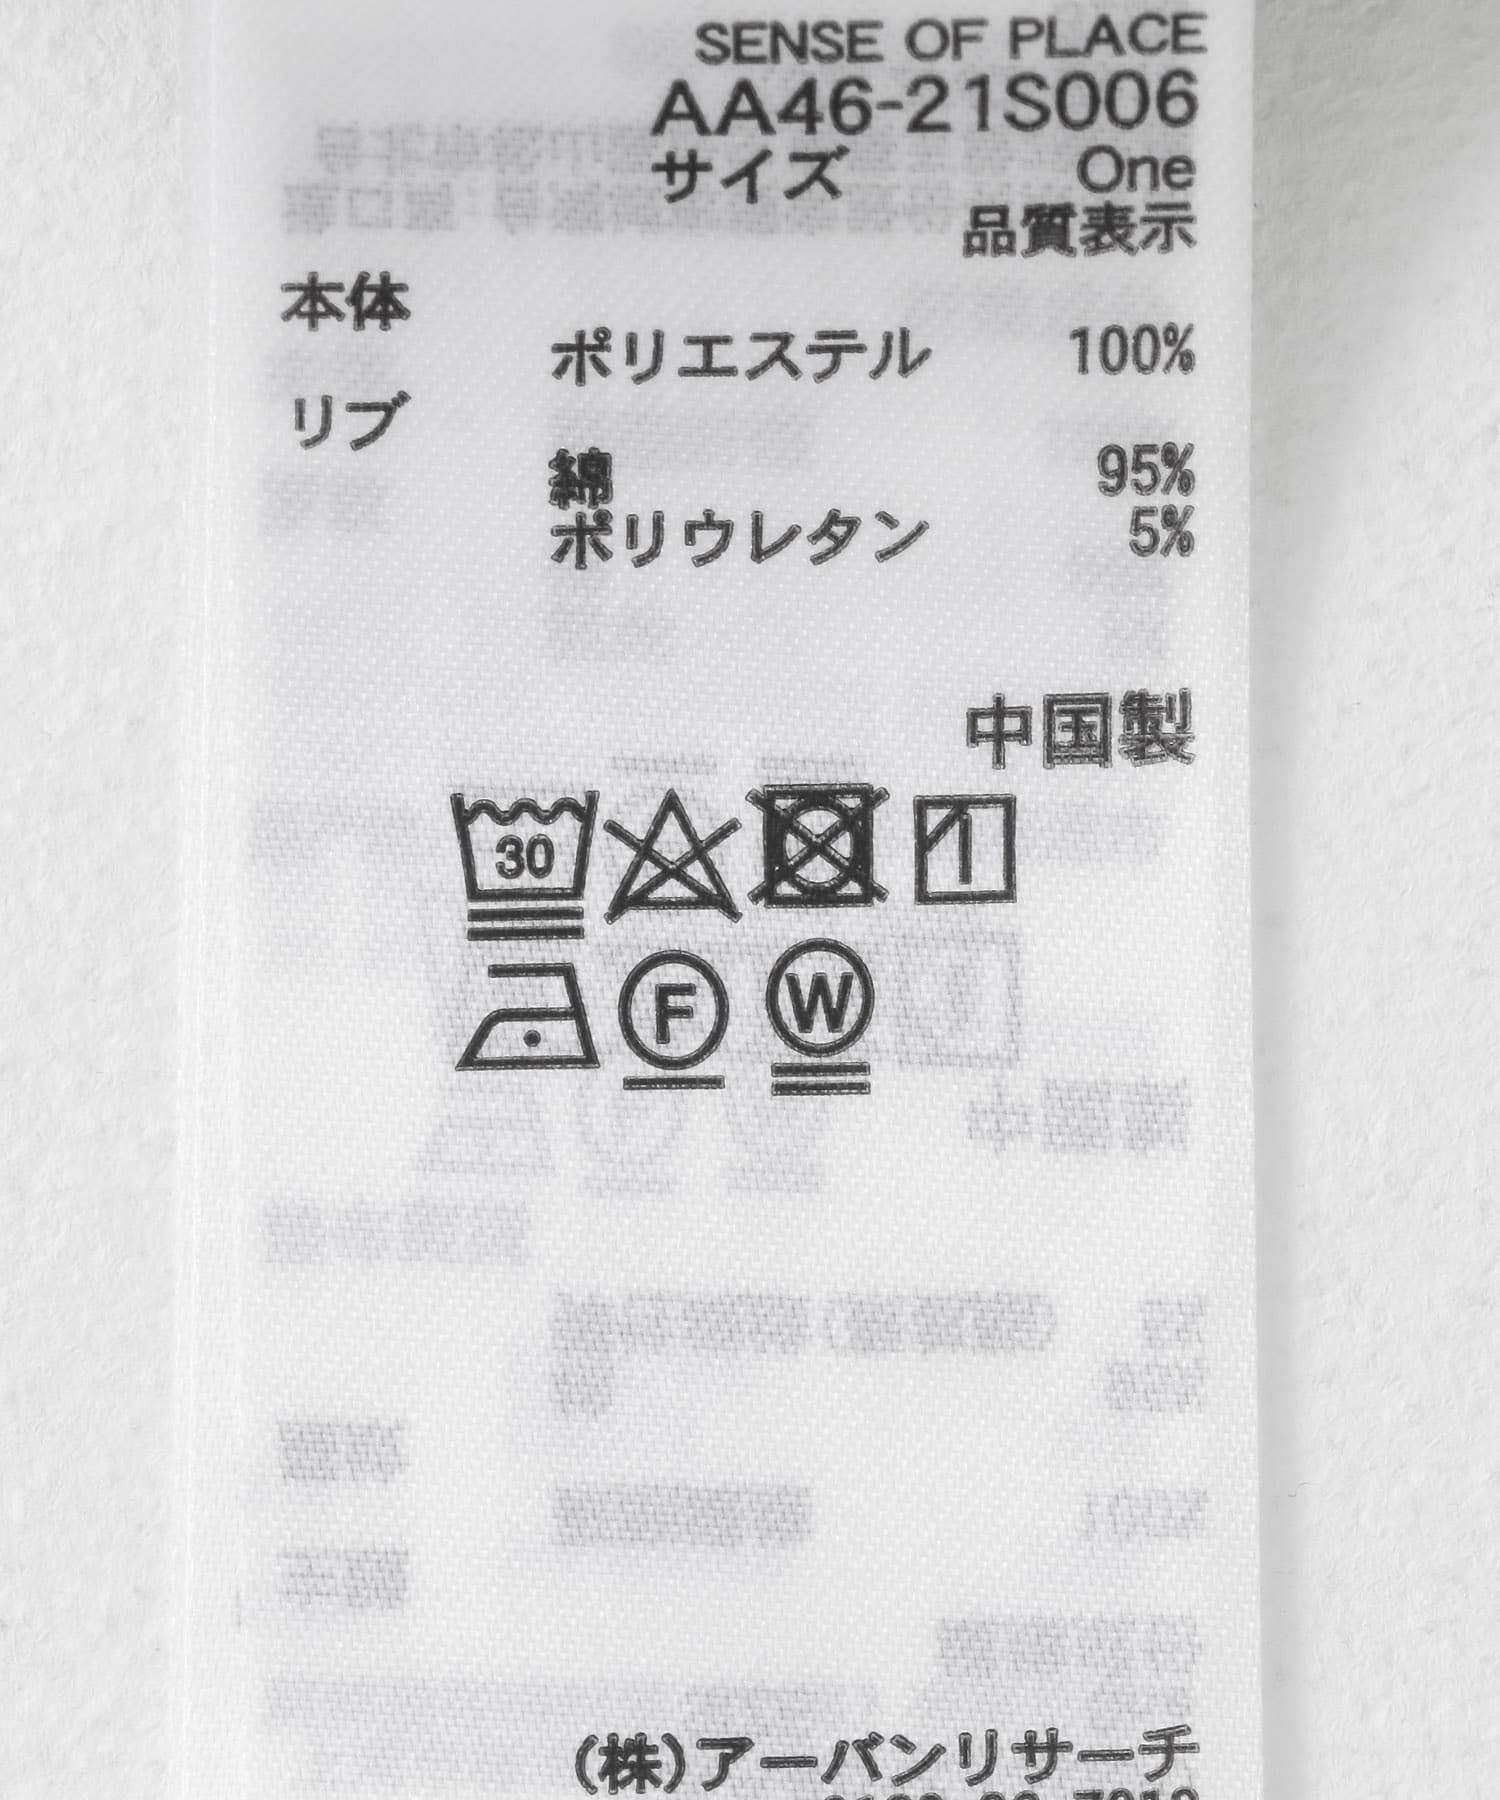 SENSE OF PLACE
AA46-21S006
サイズ One
品質表示
本体
ポリエステル 100%
リブ
綿 95%
ポリウレタン 5%
中国製
30
F W
(株)アーバンリサーチ